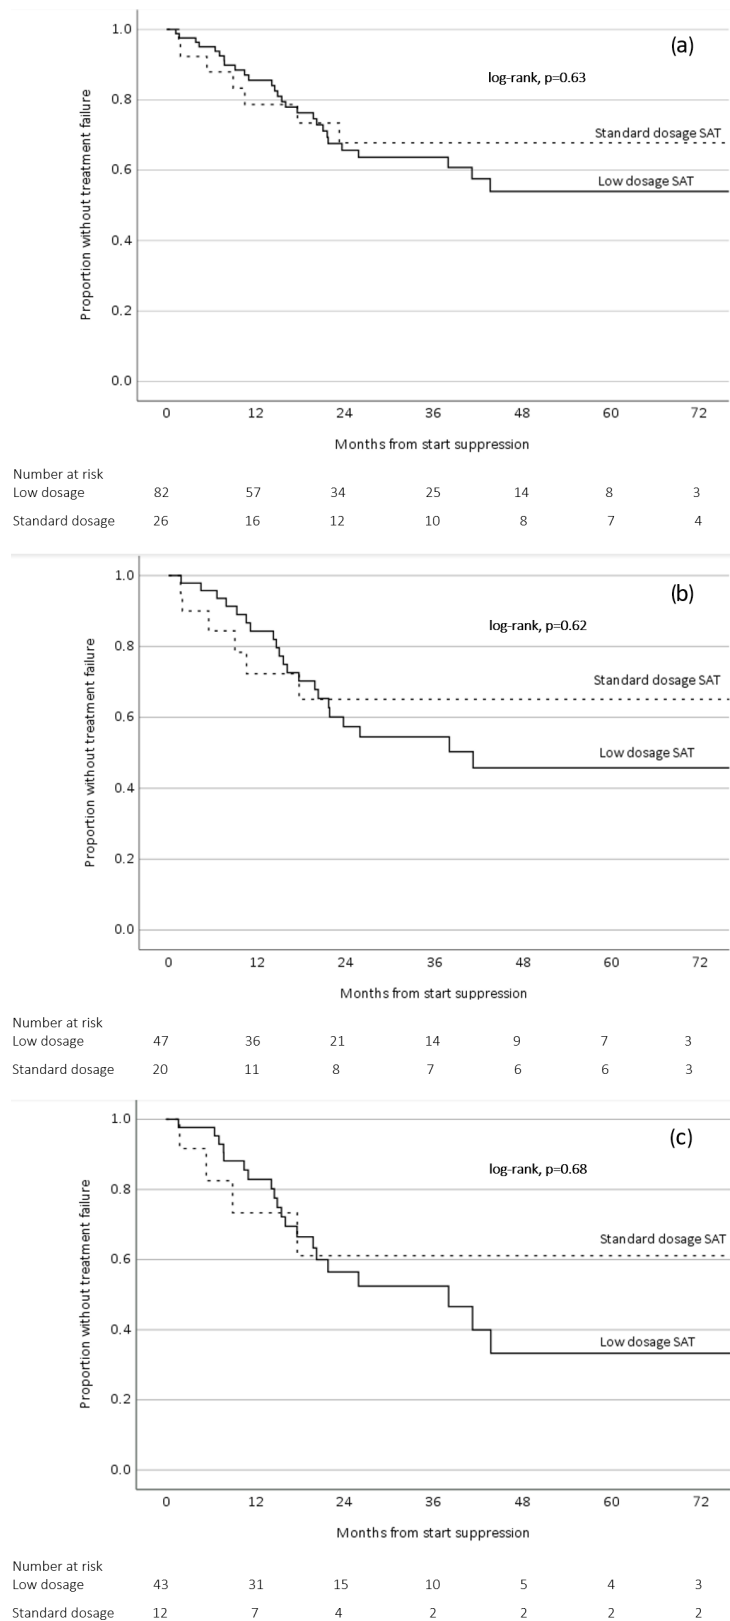 (a)
log-rank, p=0.63
Proportion without treatment failure
1.0
0.8
0.6
0.4
0.2
0.0
Standard dosage SAT
Low dosage SAT
0 12 24 36 48 60 72
Months from start suppression
Number at risk
Low dosage 82 57 34 25 14 8 3
Standard dosage 26 16 12 10 8 7 4
(b)
log-rank, p=0.62
Proportion without treatment failure
1.0
0.8
0.6
0.4
0.2
0.0
Standard dosage SAT
Low dosage SAT
0 12 24 36 48 60 72
Months from start suppression
Number at risk
Low dosage 47 36 21 14 9 7 3
Standard dosage 20 11 8 7 6 6 3
(c)
log-rank, p=0.68
Proportion without treatment failure
1.0
0.8
0.6
0.4
0.2
0.0
Standard dosage SAT
Low dosage SAT
0 12 24 36 48 60 72
Months from start suppression
Number at risk
Low dosage 43 31 15 10 5 4 3
Standard dosage 12 7 4 2 2 2 2